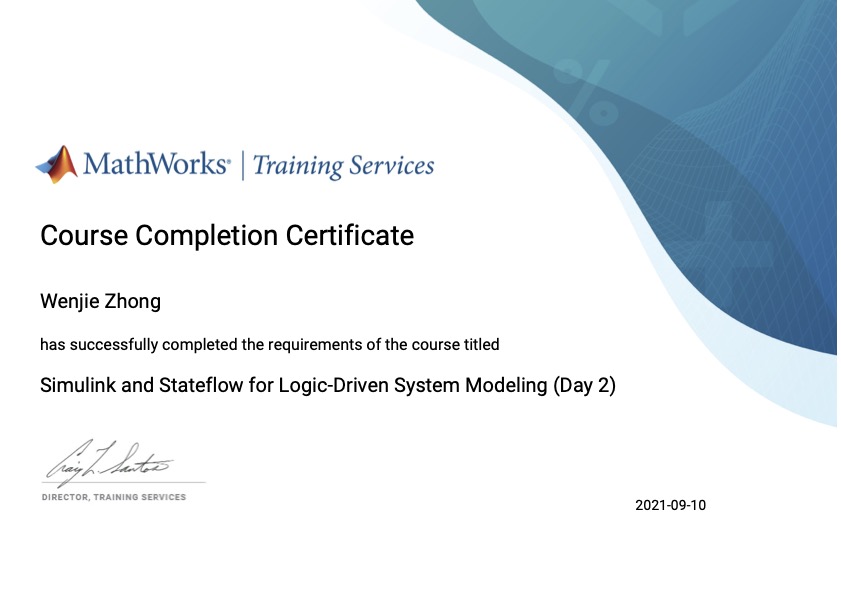 MathWorks® | Training Services
Course Completion Certificate
Wenjie Zhong
has successfully completed the requirements of the course titled
Simulink and Stateflow for Logic-Driven System Modeling (Day 2)
Craig L. Santos
DIRECTOR, TRAINING SERVICES
2021-09-10
%
+